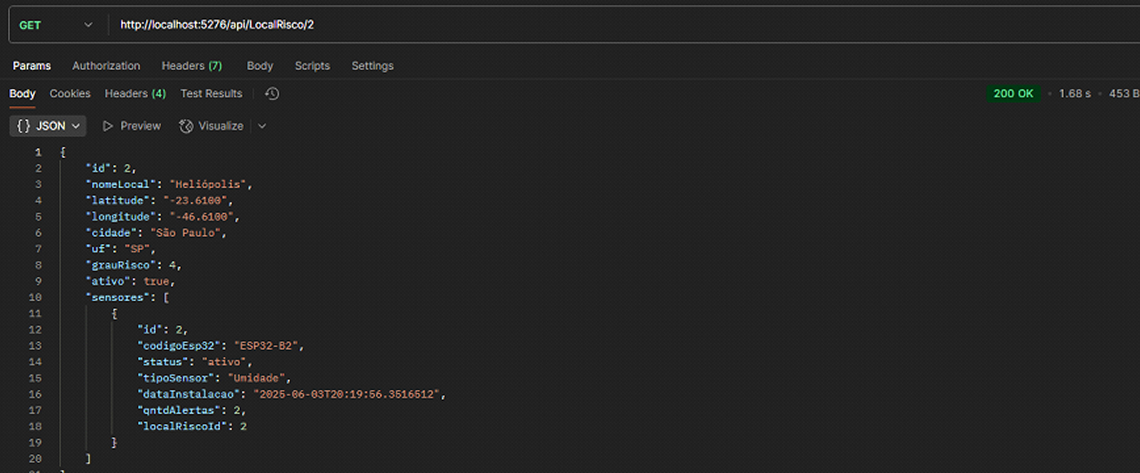 GET http://localhost:5276/api/LocalRisco/2
Params Authorization Headers (7) Body Scripts Settings
Body Cookies Headers (4) Test Results 200 OK • 1.68 s • 453 B
{} JSON Preview Visualize
1 {
2 "id": 2,
3 "nomeLocal": "Heliópolis",
4 "latitude": "-23.6100",
5 "longitude": "-46.6100",
6 "cidade": "São Paulo",
7 "uf": "SP",
8 "grauRisco": 4,
9 "ativo": true,
10 "sensores": [
11 {
12 "id": 2,
13 "codigoEsp32": "ESP32-B2",
14 "status": "ativo",
15 "tipoSensor": "Umidade",
16 "dataInstalacao": "2025-06-03T20:19:56.3516512",
17 "qntdAlertas": 2,
18 "localRiscoId": 2
19 }
20 ]